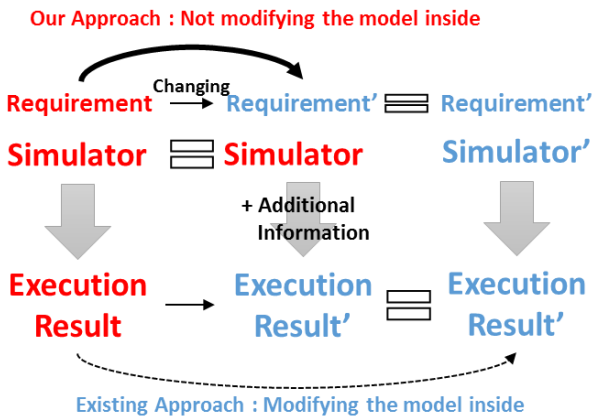 Our Approach : Not modifying the model inside
Changing
Requirement Requirement’ Requirement’
Simulator Simulator Simulator’
+ Additional
Information
Execution Execution Execution
Result Result’ Result’
Existing Approach : Modifying the model inside